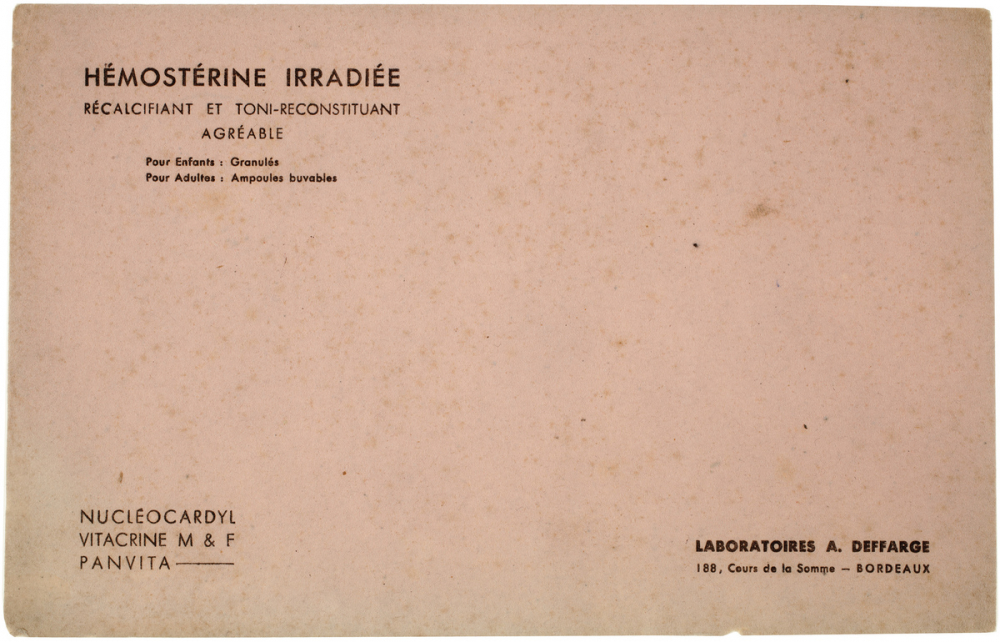 HÉMOSTÉRINE IRRADIÉE
RÉCALCIFIANT ET TONI-RECONSTITUANT
AGRÉABLE
Pour Enfants : Granulés
Pour Adultes : Ampoules buvables
NUCLÉOCARDYL
VITACRINE M & F
PANVITA
LABORATOIRES A. DEFFARGE
188, Cours de la Somme — BORDEAUX